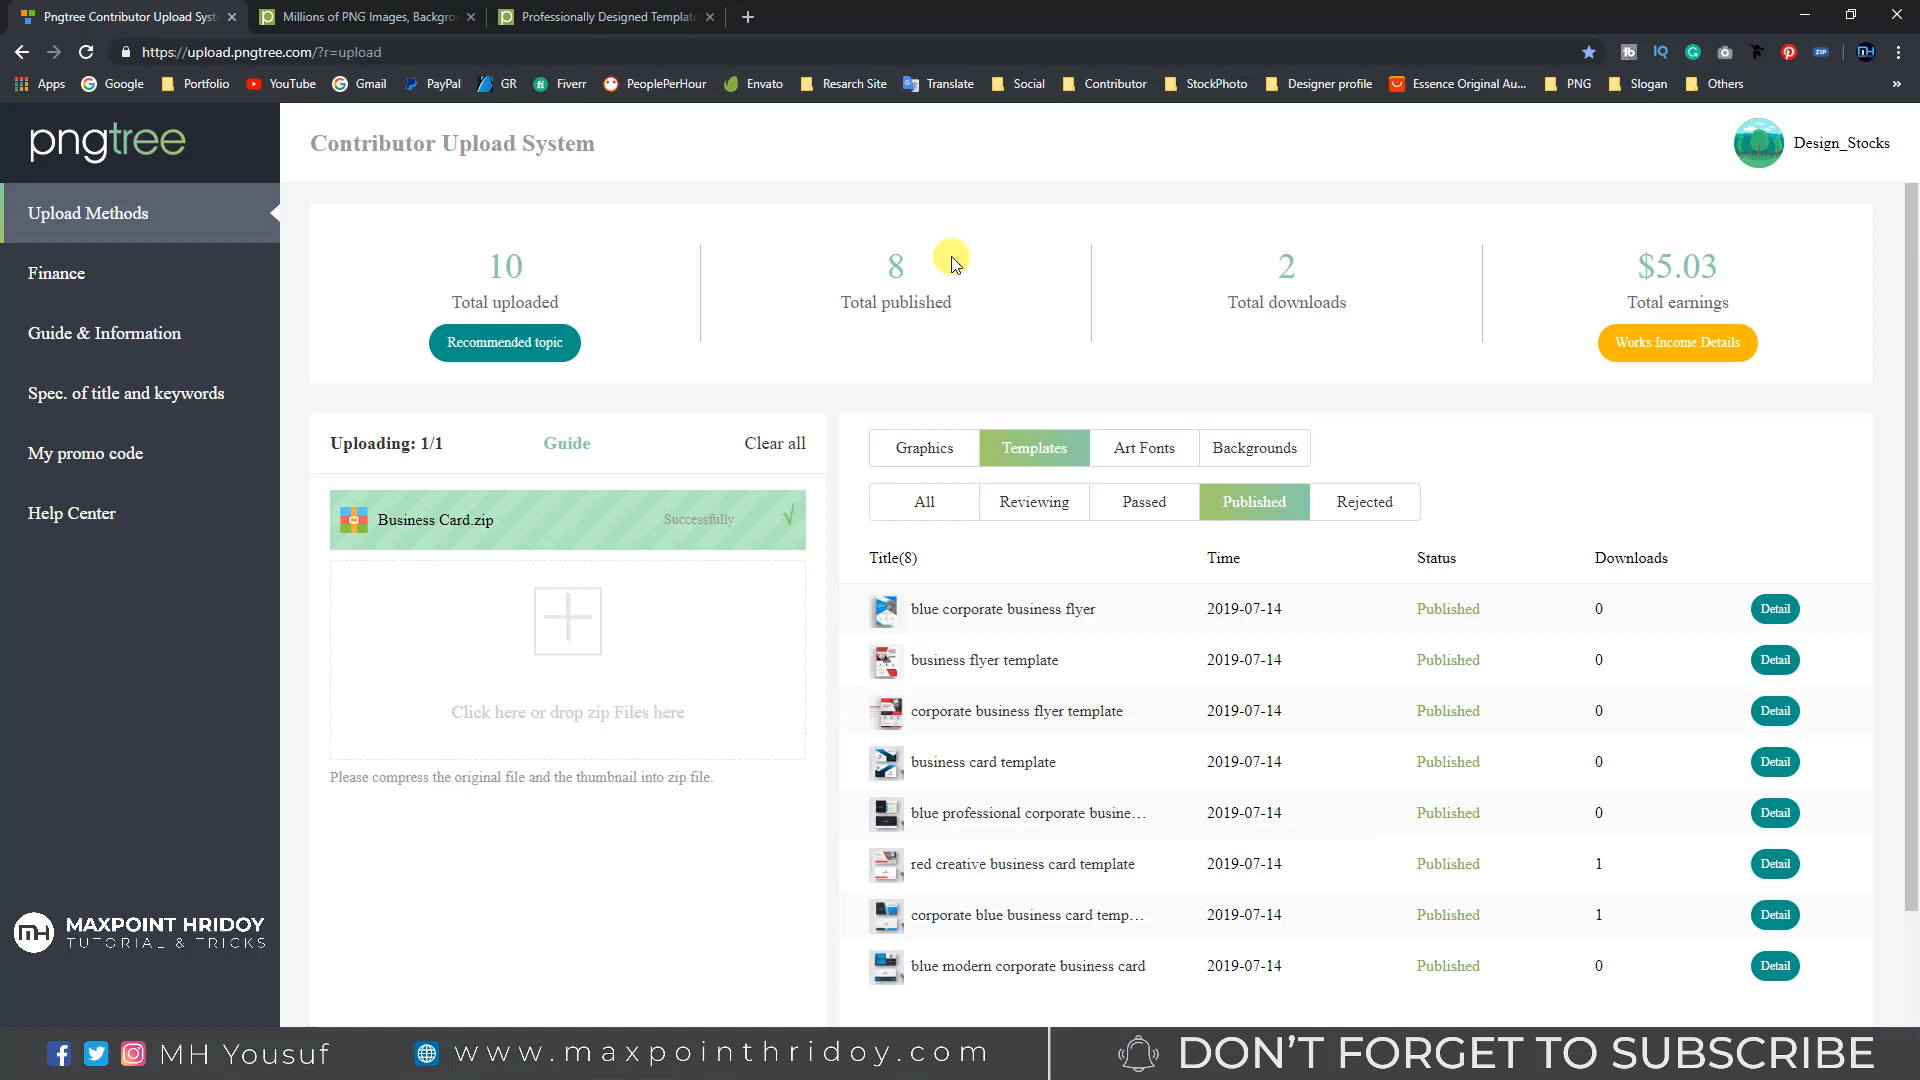 Pngtree Contributor Upload Syst
Millions of PNG Images, Backgro
Professionally Designed Templat
https://upload.pngtree.com/?r=upload
Apps
Google
Portfolio
YouTube
Gmail
PayPal
GR
Fiverr
PeoplePerHour
Envato
Resarch Site
Translate
Social
Contributor
StockPhoto
Designer profile
Essence Original Au...
PNG
Slogan
Others
pngtree
Contributor Upload System
Design_Stocks
Upload Methods
Finance
Guide & Information
Spec. of title and keywords
My promo code
Help Center
10
Total uploaded
Recommended topic
8
Total published
2
Total downloads
$5.03
Total earnings
Works Income Details
Uploading: 1/1
Guide
Clear all
Business Card.zip
Successfully
Click here or drop zip Files here
Please compress the original file and the thumbnail into zip file.
Graphics
Templates
Art Fonts
Backgrounds
All
Reviewing
Passed
Published
Rejected
Title(8) Time Status Downloads
blue corporate business flyer 2019-07-14 Published 0 Detail
business flyer template 2019-07-14 Published 0 Detail
corporate business flyer template 2019-07-14 Published 0 Detail
business card template 2019-07-14 Published 0 Detail
blue professional corporate busine... 2019-07-14 Published 0 Detail
red creative business card template 2019-07-14 Published 1 Detail
corporate blue business card temp... 2019-07-14 Published 1 Detail
blue modern corporate business card 2019-07-14 Published 0 Detail
MAXPOINT HRIDOY
TUTORIAL & TRICKS
MH Yousuf
www.maxpointhridoy.com
DON'T FORGET TO SUBSCRIBE